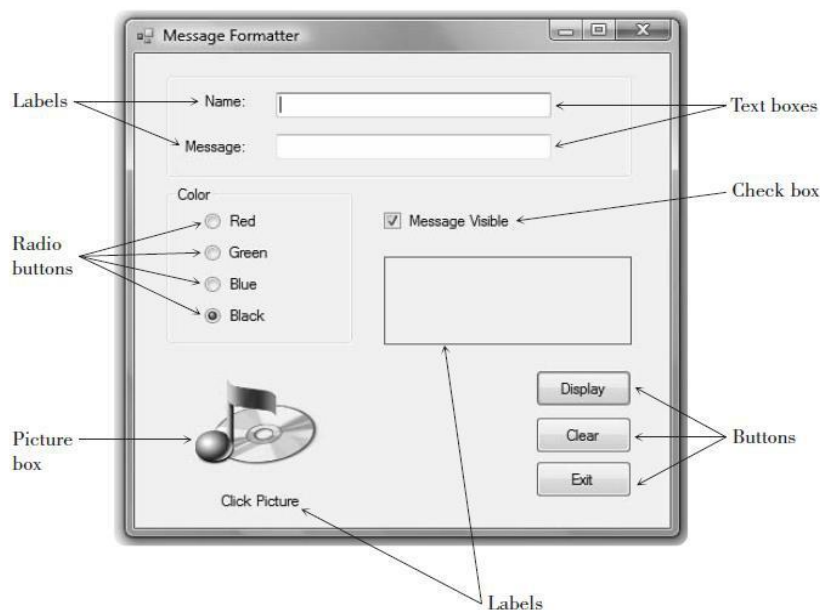 Message Formatter
Labels
Name:
Text boxes
Message:
Color
Check box
Red
Message Visible
Radio
buttons
Green
Blue
Black
Display
Picture
box
Clear
Buttons
Exit
Click Picture
Labels